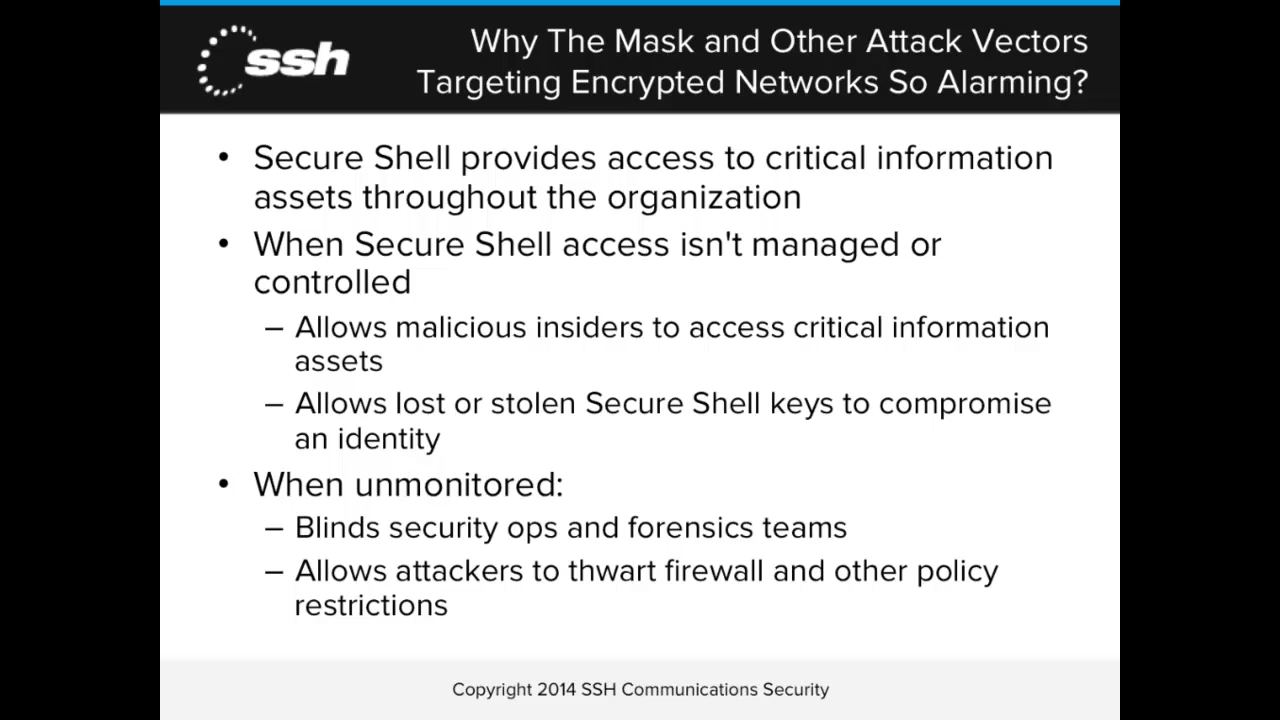 ssh
Why The Mask and Other Attack Vectors
Targeting Encrypted Networks So Alarming?
• Secure Shell provides access to critical information
assets throughout the organization
• When Secure Shell access isn't managed or
controlled
– Allows malicious insiders to access critical information
assets
– Allows lost or stolen Secure Shell keys to compromise
an identity
• When unmonitored:
– Blinds security ops and forensics teams
– Allows attackers to thwart firewall and other policy
restrictions
Copyright 2014 SSH Communications Security